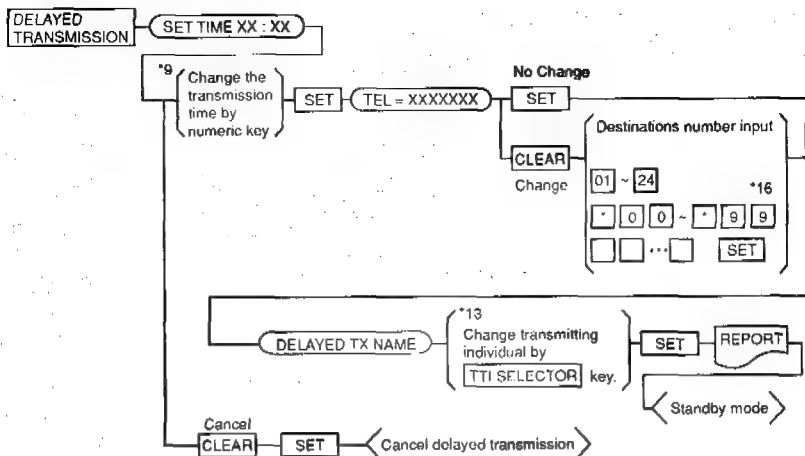 DELAYED
TRANSMISSION
SET TIME XX : XX
*9
Change the
transmission
time by
numeric key
SET
TEL = XXXXXXX
No Change
SET
CLEAR
Change
Destinations number input
01 ~ 24
*16
* 0 0 ~ * 9 9
... SET
DELAYED TX NAME
*13
Change transmitting
individual by
TTI SELECTOR key.
SET
REPORT
Standby mode
Cancel
CLEAR
SET
Cancel delayed transmission